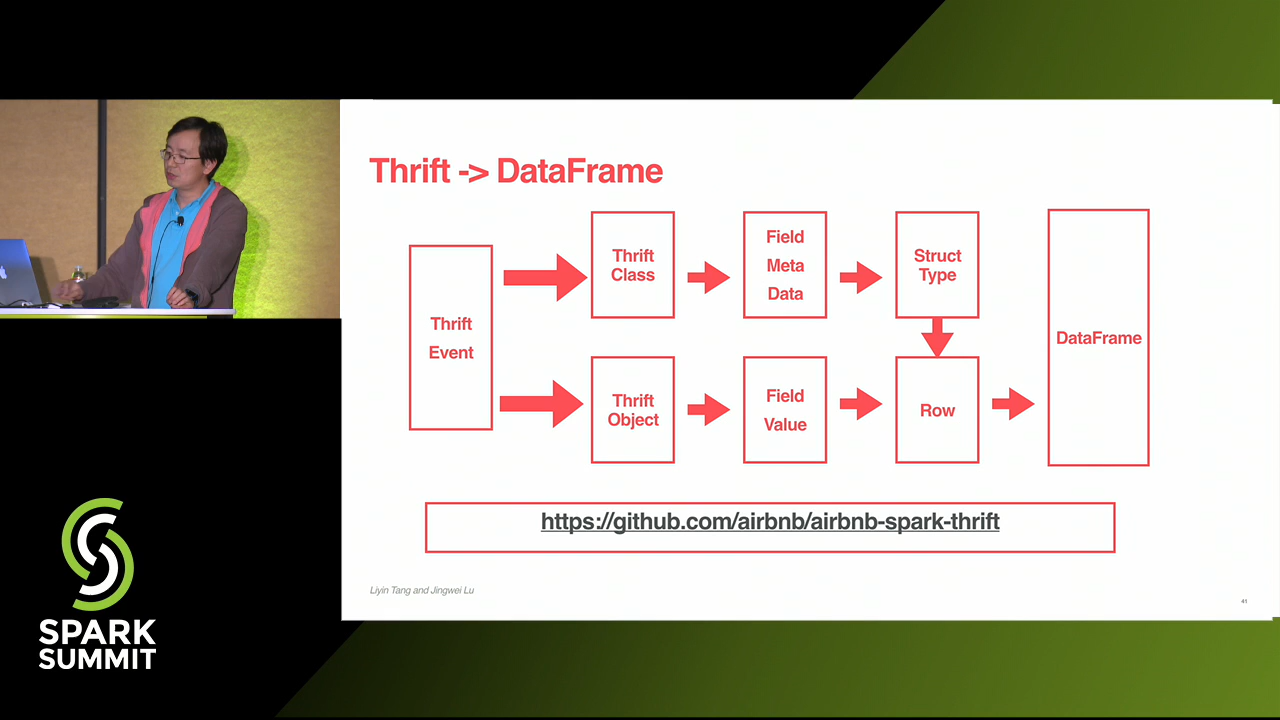 Thrift -> DataFrame
Thrift
Event
Thrift
Class
Field
Meta
Data
Struct
Type
Thrift
Object
Field
Value
Row
DataFrame
https://github.com/airbnb/airbnb-spark-thrift
Liyin Tang and Jingwei Lu
41
SPARK
SUMMIT